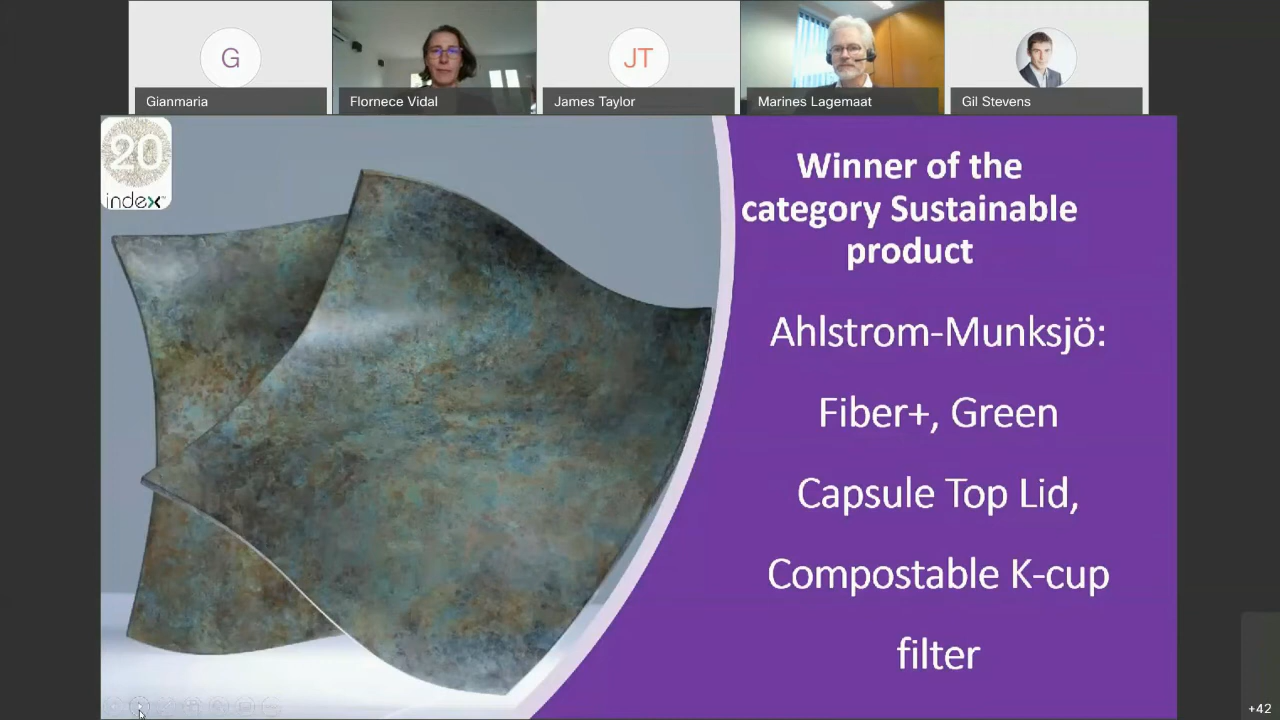 G
JT
Gianmaria
Flornece Vidal
James Taylor
Marines Lagemaat
Gil Stevens
20
index™
Winner of the
category Sustainable
product
Ahlstrom-Munksjö:
Fiber+, Green
Capsule Top Lid,
Compostable K-cup
filter
+42